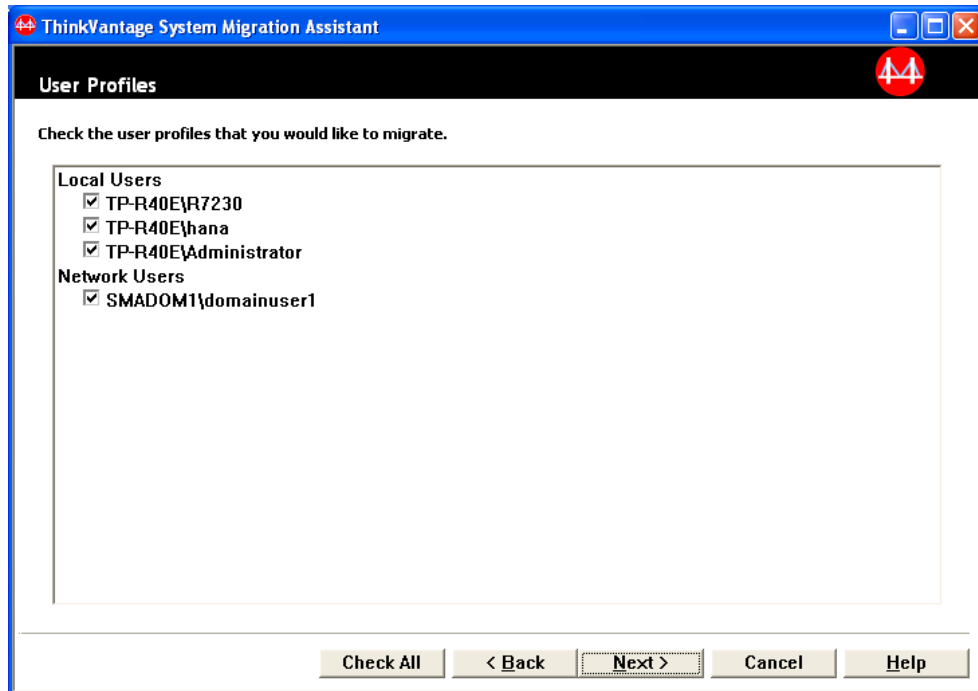 ThinkVantage System Migration Assistant
User Profiles
Check the user profiles that you would like to migrate.
Local Users
TP-R40E\R7230
TP-R40E\hana
TP-R40E\Administrator
Network Users
SMADOM1\domainuser1
Check All
< Back
Next >
Cancel
Help